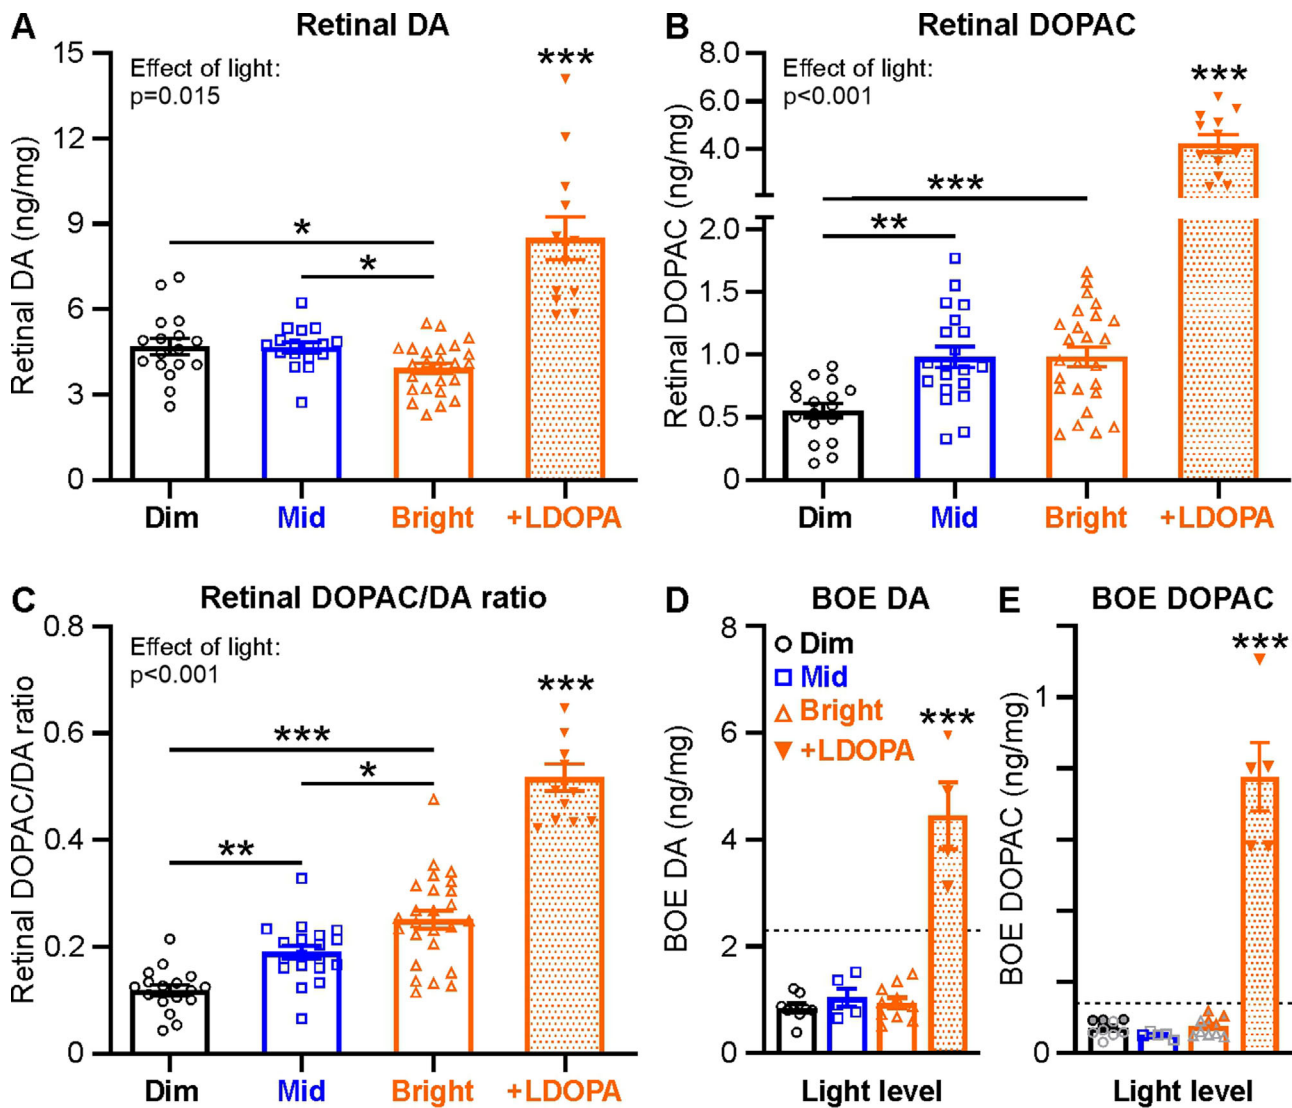 A
Retinal DA
Effect of light:
p=0.015
***
*
*
Retinal DA (ng/mg)
15
12
9
6
3
0
Dim
Mid
Bright
+LDOPA
B
Retinal DOPAC
Effect of light:
p<0.001
***
***
**
Retinal DOPAC (ng/mg)
8.0
6.0
4.0
2.0
1.5
1.0
0.5
0
Dim
Mid
Bright
+LDOPA
C
Retinal DOPAC/DA ratio
Effect of light:
p<0.001
***
***
*
**
Retinal DOPAC/DA ratio
0.8
0.6
0.4
0.2
0
Dim
Mid
Bright
+LDOPA
D
BOE DA
Dim
Mid
Bright
+LDOPA
***
BOE DA (ng/mg)
8
6
4
2
0
Light level
E
BOE DOPAC
***
BOE DOPAC (ng/mg)
1
0
Light level